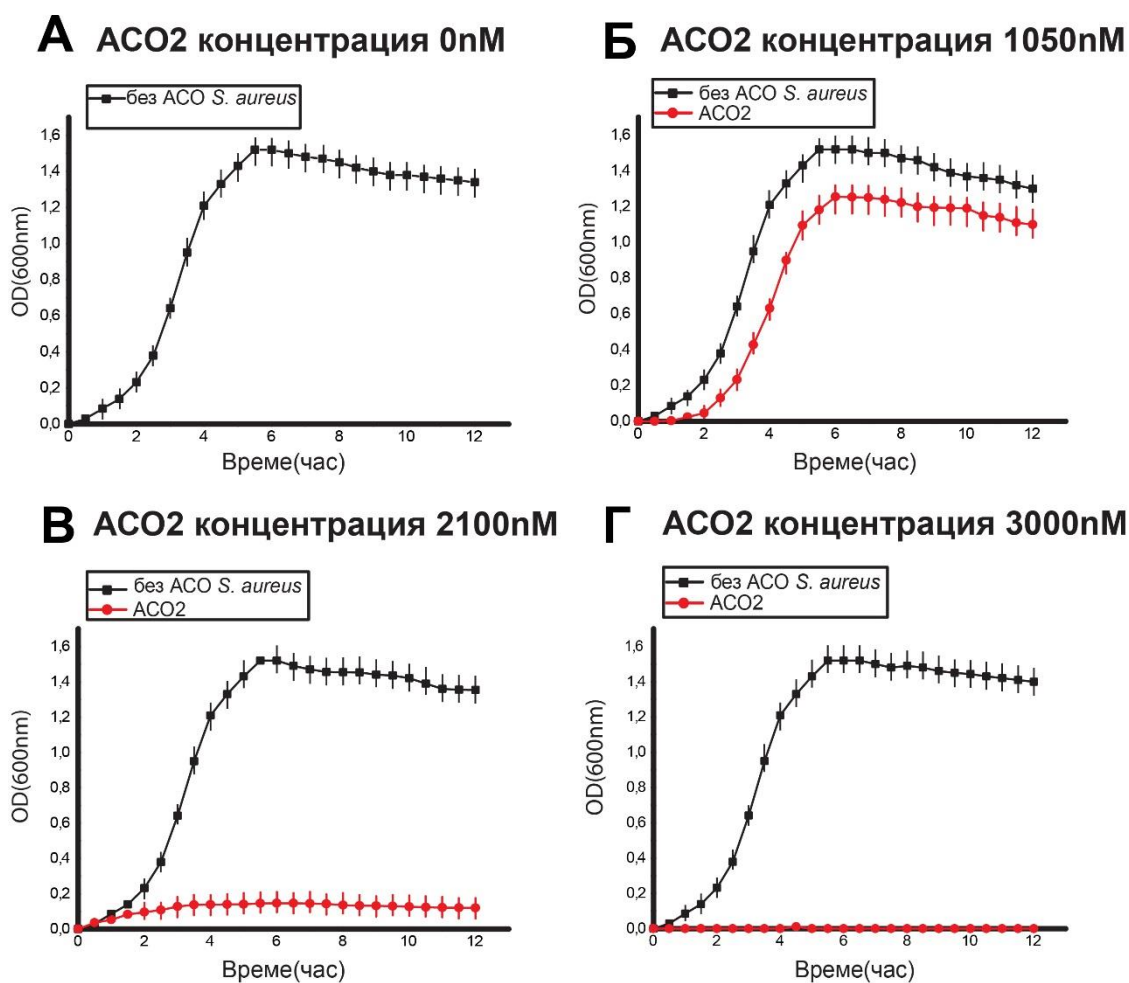 А АСО2 концентрация 0nM
без ACO S. aureus
OD(600nm)
1,6
1,4
1,2
1,0
0,8
0,6
0,4
0,2
0,0
0 2 4 6 8 10 12
Време(час)
Б АСО2 концентрация 1050nM
без ACO S. aureus
ACO2
OD(600nm)
1,6
1,4
1,2
1,0
0,8
0,6
0,4
0,2
0,0
0 2 4 6 8 10 12
Време(час)
В АСО2 концентрация 2100nM
без ACO S. aureus
ACO2
OD(600nm)
1,6
1,4
1,2
1,0
0,8
0,6
0,4
0,2
0,0
0 2 4 6 8 10 12
Време(час)
Г АСО2 концентрация 3000nM
без ACO S. aureus
ACO2
OD(600nm)
1,6
1,4
1,2
1,0
0,8
0,6
0,4
0,2
0,0
0 2 4 6 8 10 12
Време(час)